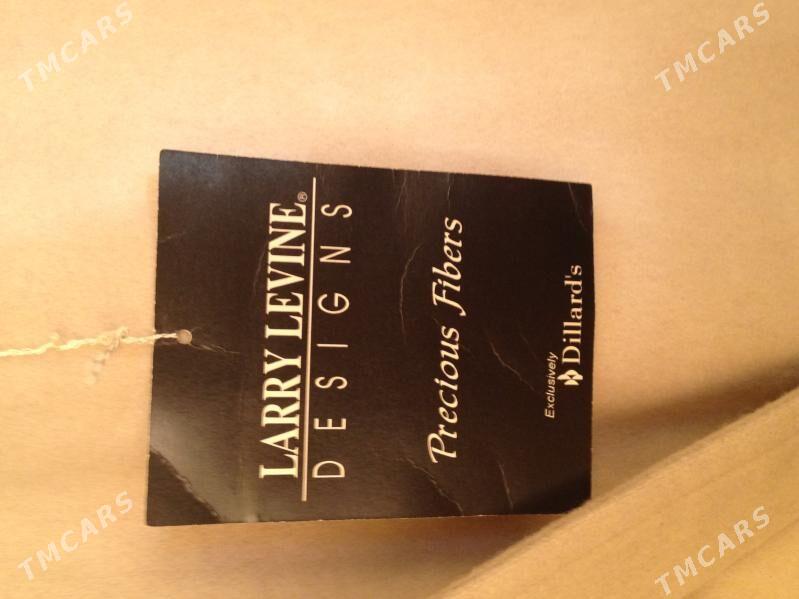 TMCARS
TMCARS
LARRY LEVINE®
DESIGNS
Precious Fibers
Exclusively
Dillard's
TMCARS
TMCARS